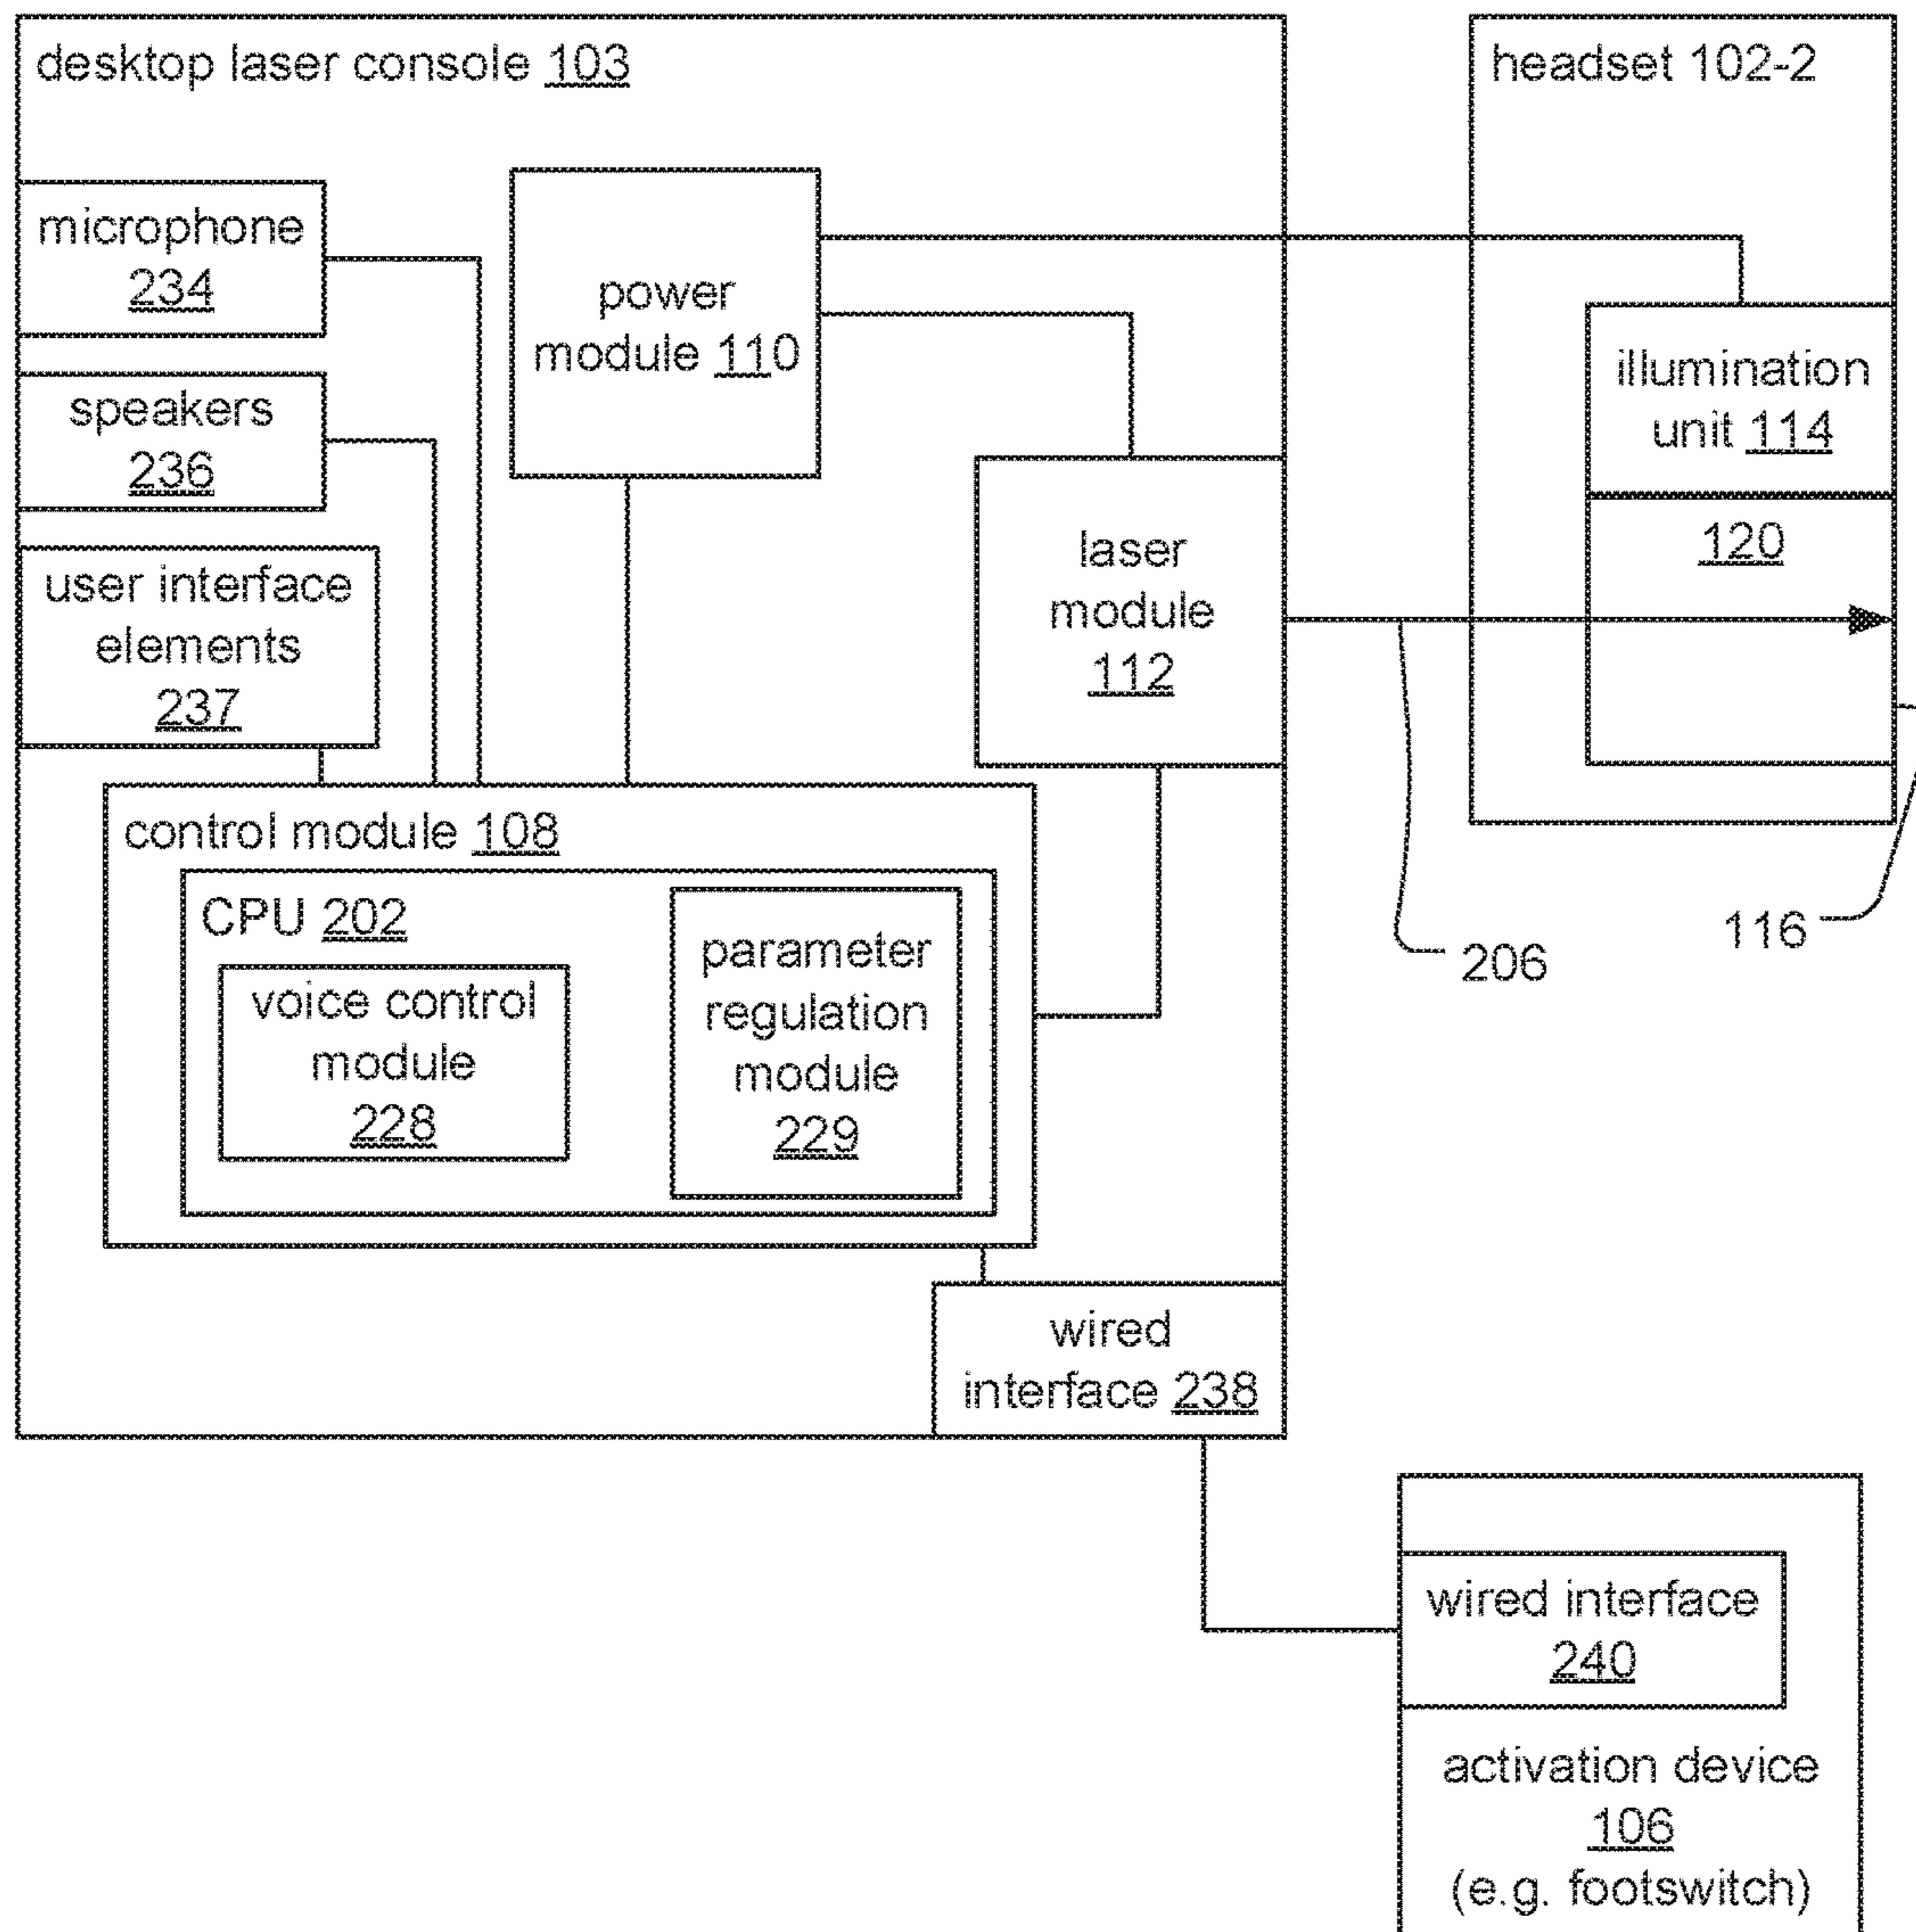 desktop laser console 103
headset 102-2
microphone
234
speakers
236
user interface
elements
237
power
module 110
laser
module
112
illumination
unit 114
120
control module 108
CPU 202
voice control
module
228
parameter
regulation
module
229
206
116
wired
interface 238
wired interface
240
activation device
106
(e.g. footswitch)